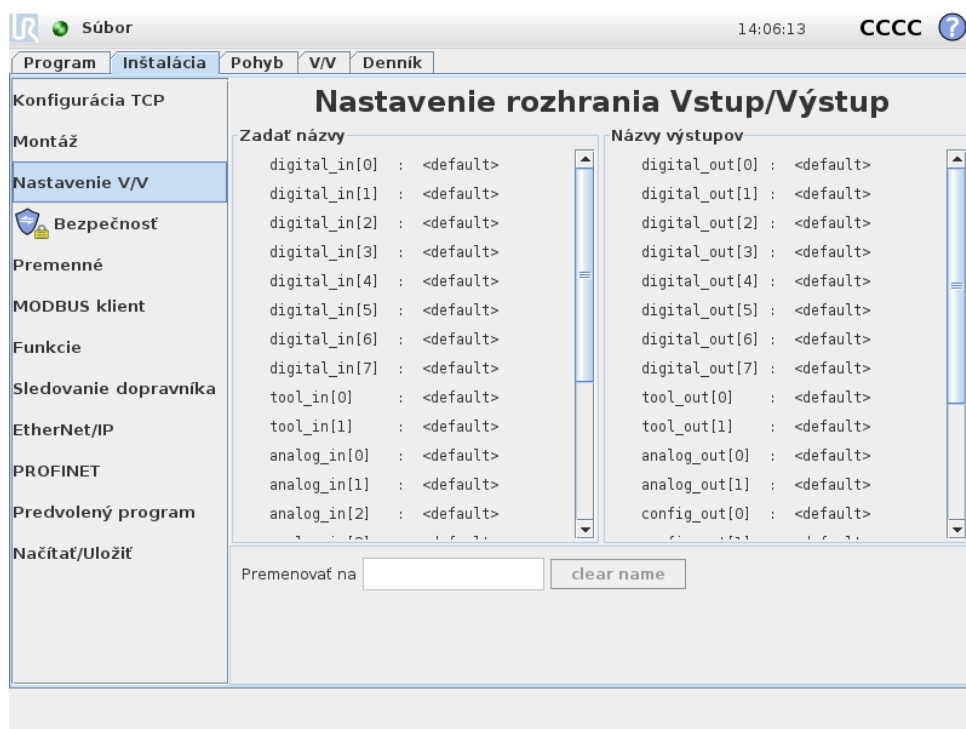 UR Súbor 14:06:13 CCCC ?
Program Inštalácia Pohyb V/V Denník
Konfigurácia TCP
Montáž
Nastavenie V/V
Bezpečnosť
Premenné
MODBUS klient
Funkcie
Sledovanie dopravníka
EtherNet/IP
PROFINET
Predvolený program
Načítať/Uložiť
Nastavenie rozhrania Vstup/Výstup
Zadať názvy
digital_in[0] : <default>
digital_in[1] : <default>
digital_in[2] : <default>
digital_in[3] : <default>
digital_in[4] : <default>
digital_in[5] : <default>
digital_in[6] : <default>
digital_in[7] : <default>
tool_in[0] : <default>
tool_in[1] : <default>
analog_in[0] : <default>
analog_in[1] : <default>
analog_in[2] : <default>
Názvy výstupov
digital_out[0] : <default>
digital_out[1] : <default>
digital_out[2] : <default>
digital_out[3] : <default>
digital_out[4] : <default>
digital_out[5] : <default>
digital_out[6] : <default>
digital_out[7] : <default>
tool_out[0] : <default>
tool_out[1] : <default>
analog_out[0] : <default>
analog_out[1] : <default>
config_out[0] : <default>
Premenovať na clear name